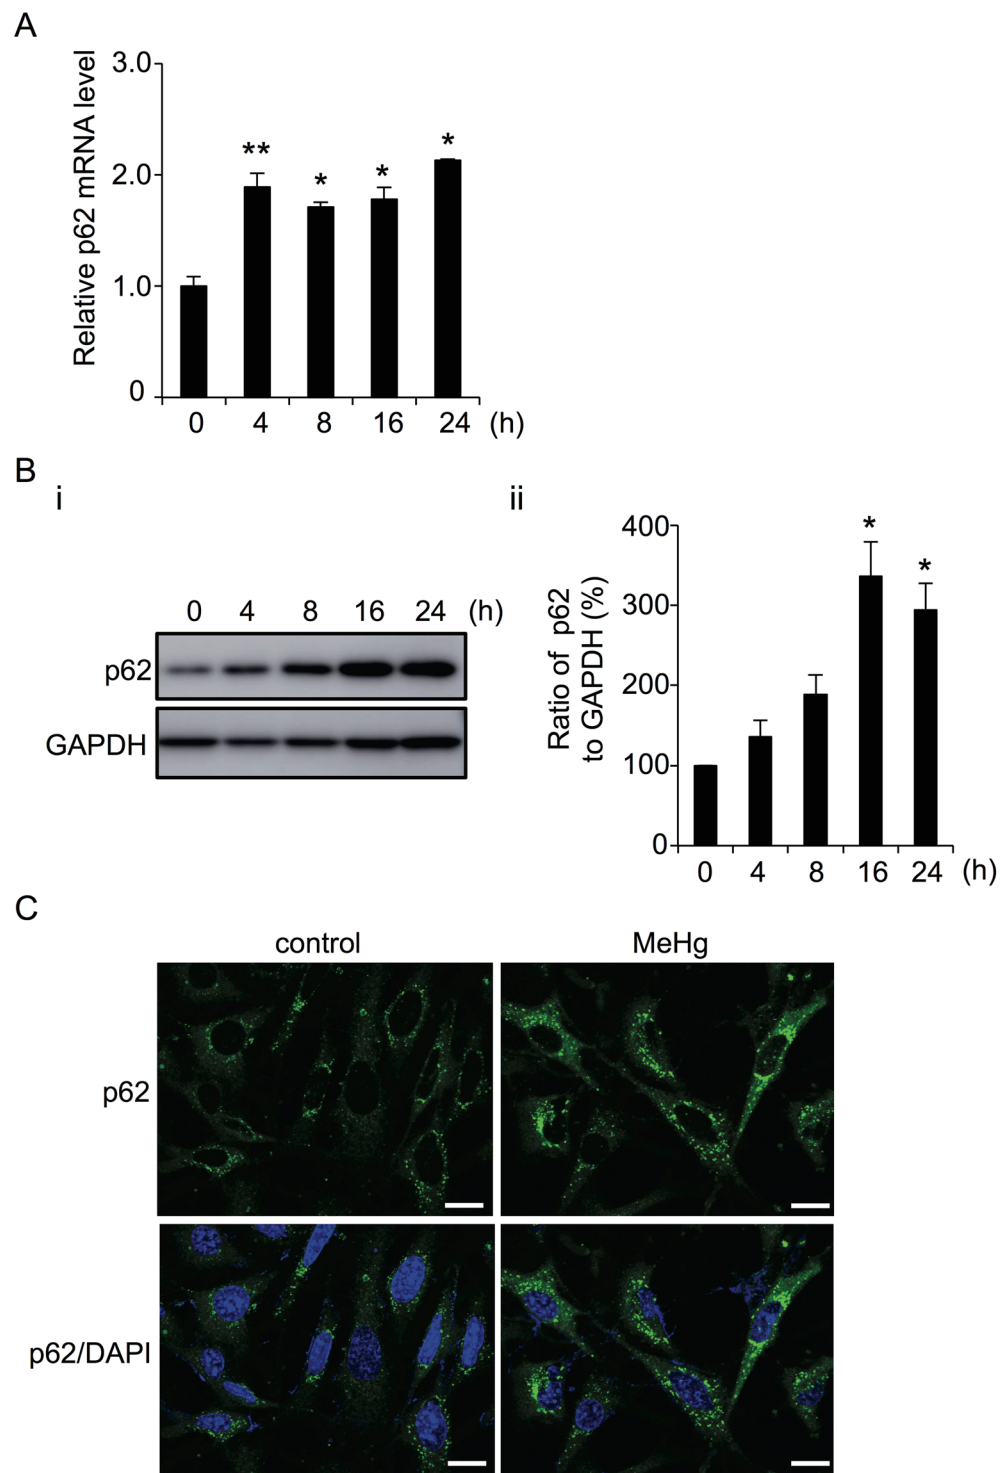 A
Relative p62 mRNA level
3.0
2.0
1.0
0
**
*
*
*
0 4 8 16 24 (h)
B
i
0 4 8 16 24 (h)
p62
GAPDH
ii
Ratio of p62
to GAPDH (%)
400
300
200
100
0
*
*
0 4 8 16 24 (h)
C
control MeHg
p62
p62/DAPI